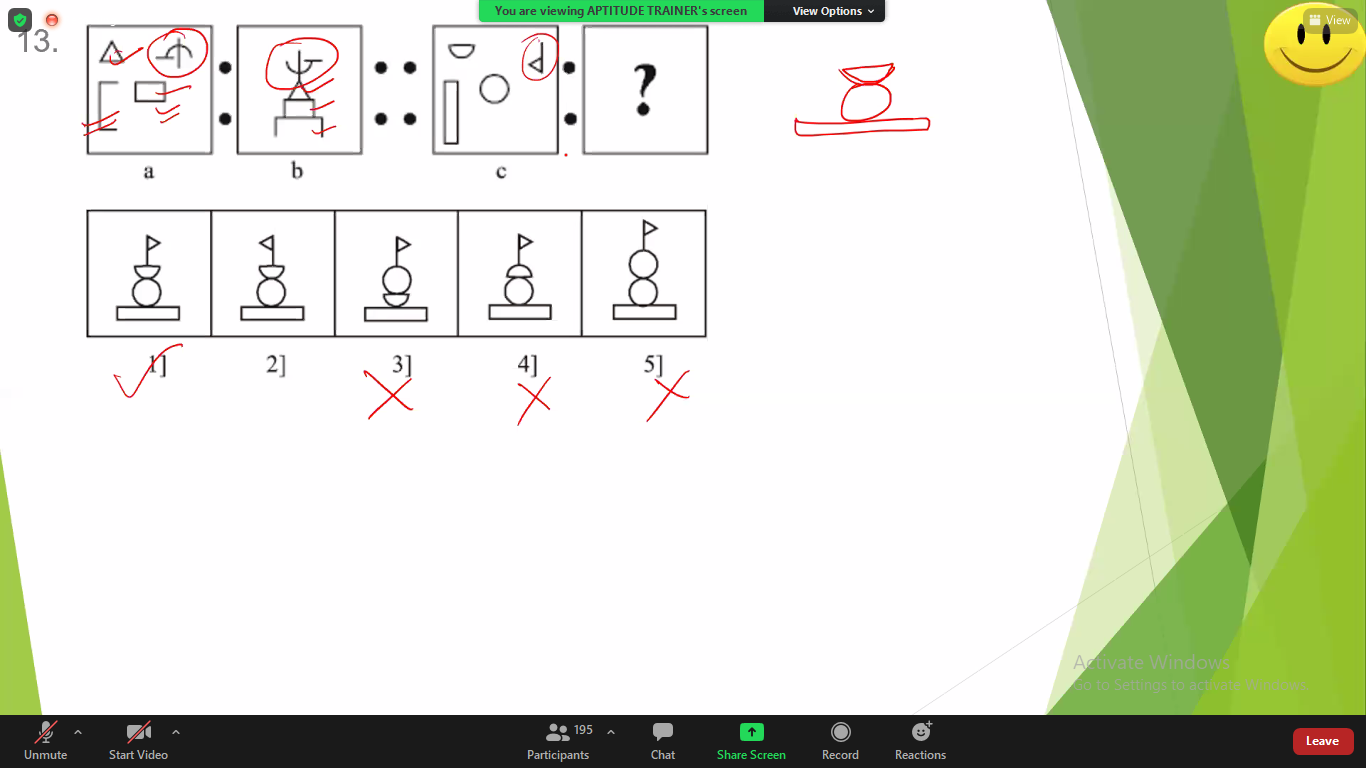 You are viewing APTITUDE TRAINER's screen
View Options
View
13.
?
a
b
c
1]
2]
3]
4]
5]
Activate Windows
Go to Settings to activate Windows.
Unmute
Start Video
Participants
195
Chat
Share Screen
Record
Reactions
Leave